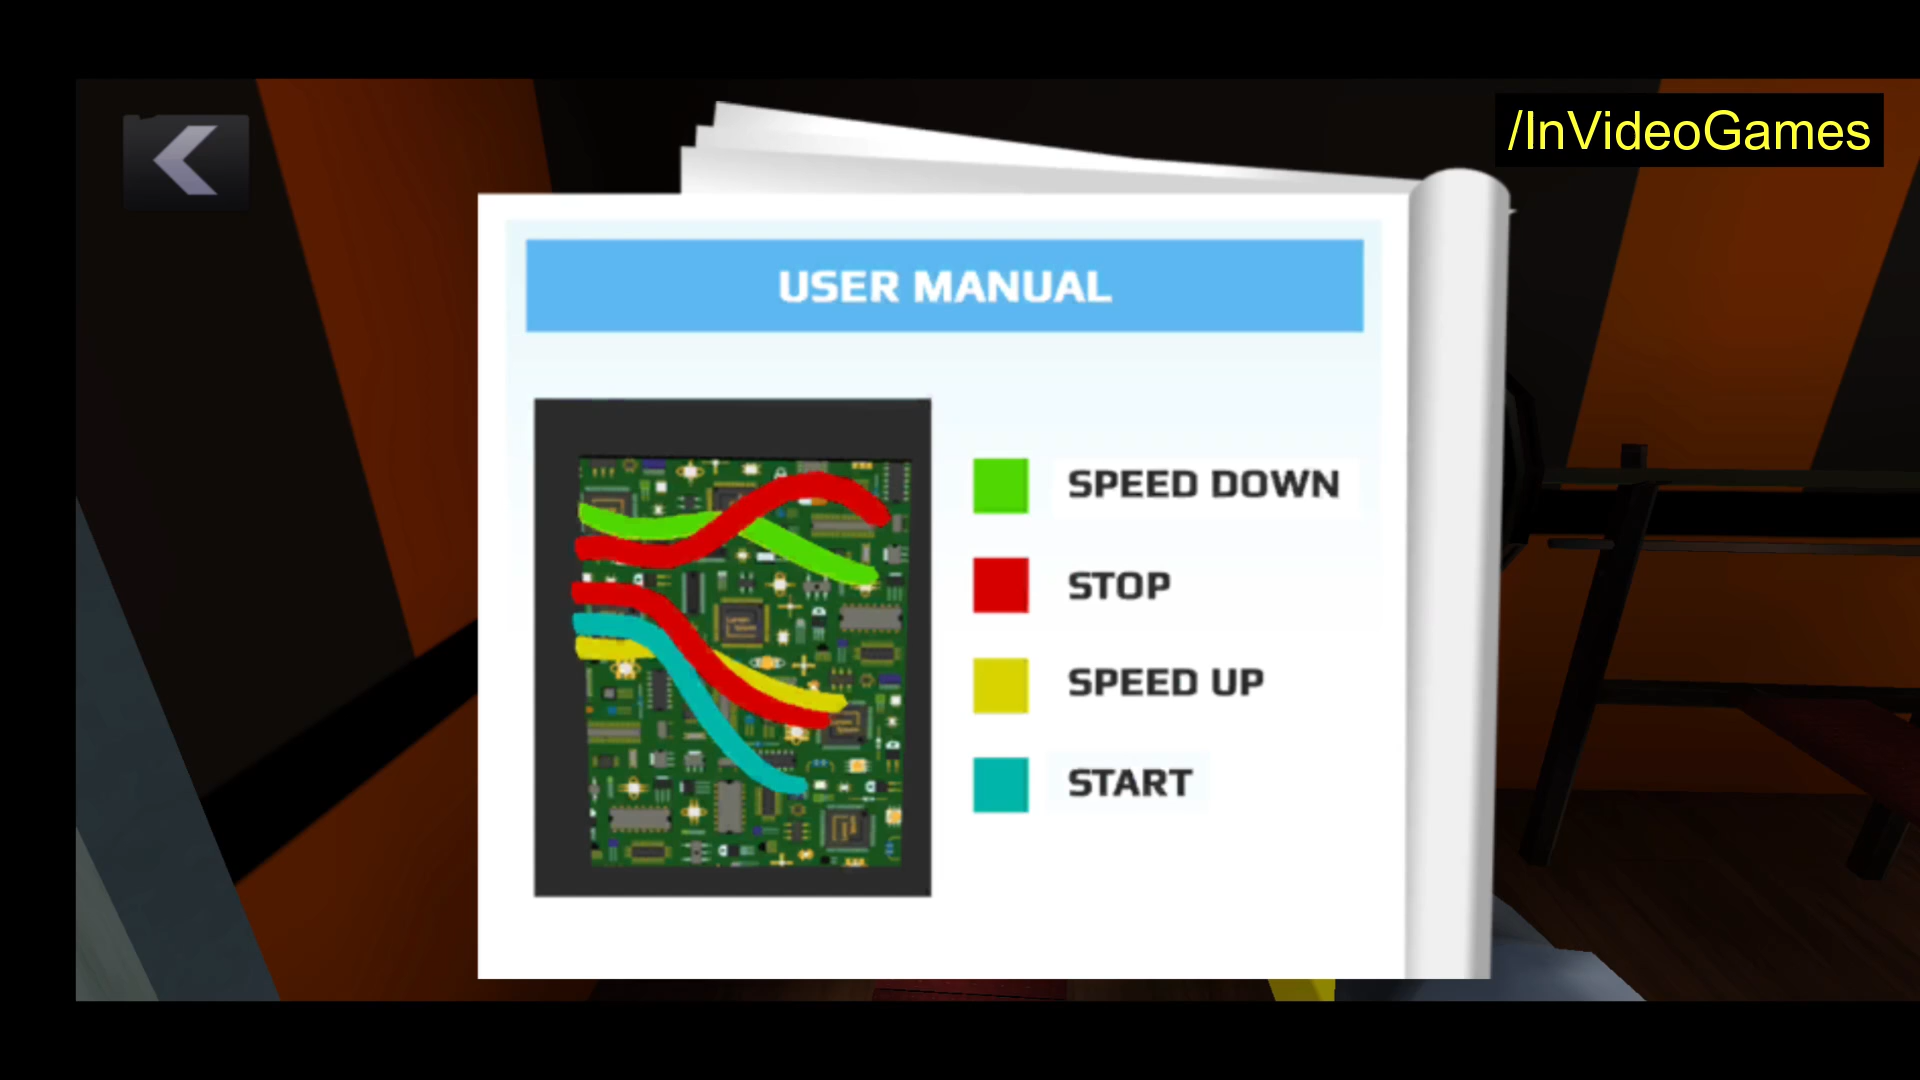 /InVideoGames
USER MANUAL
SPEED DOWN
STOP
SPEED UP
START